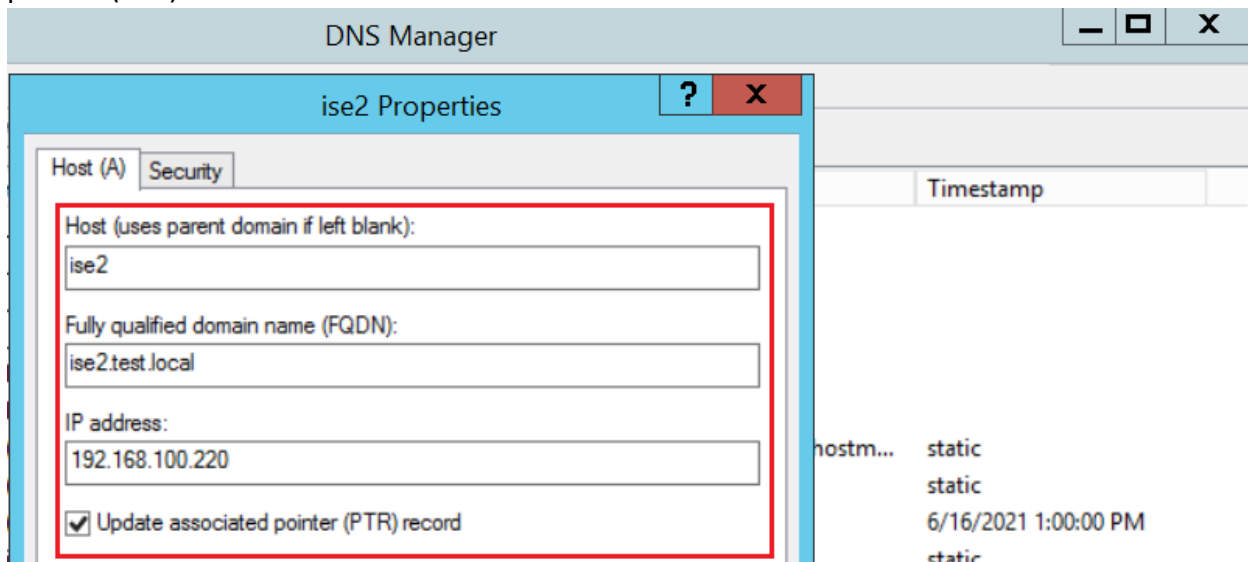 DNS Manager
ise2 Properties
?
X
Host (A)
Security
Timestamp
Host (uses parent domain if left blank):
ise2
Fully qualified domain name (FQDN):
ise2.test.local
IP address:
192.168.100.220
Update associated pointer (PTR) record
hostm...
static
static
6/16/2021 1:00:00 PM
static